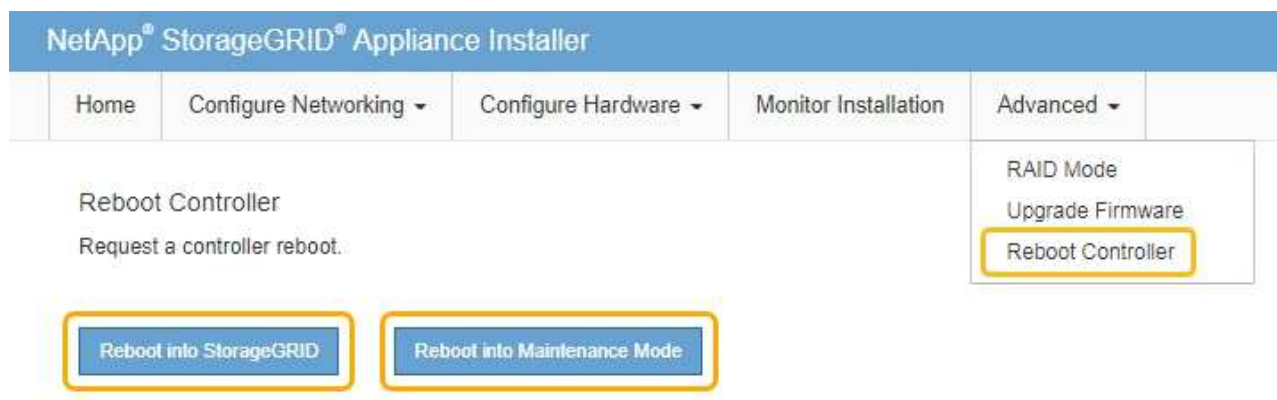 NetApp® StorageGRID® Appliance Installer
Home Configure Networking Configure Hardware Monitor Installation Advanced
RAID Mode
Upgrade Firmware
Reboot Controller
Reboot Controller
Request a controller reboot.
Reboot into StorageGRID Reboot into Maintenance Mode